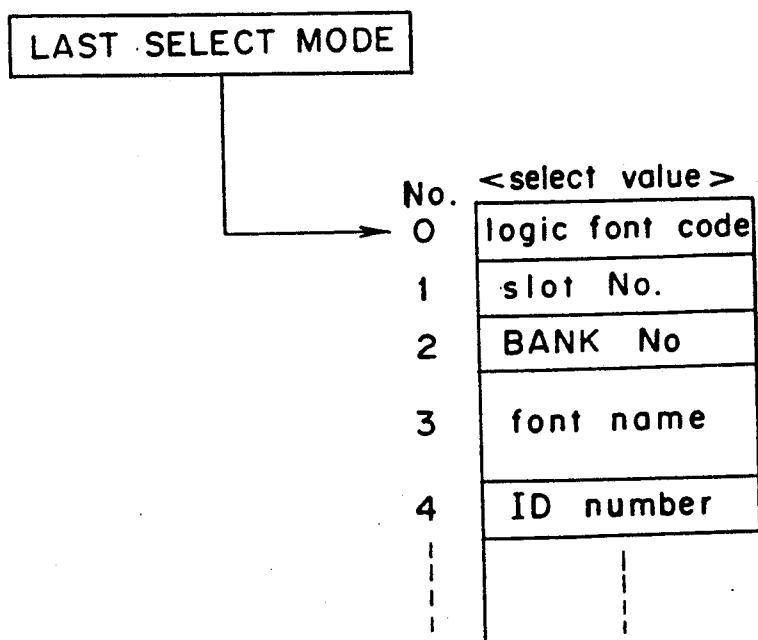 LAST SELECT MODE
No. <select value>
0 logic font code
1 slot No.
2 BANK No
3 font name
4 ID number